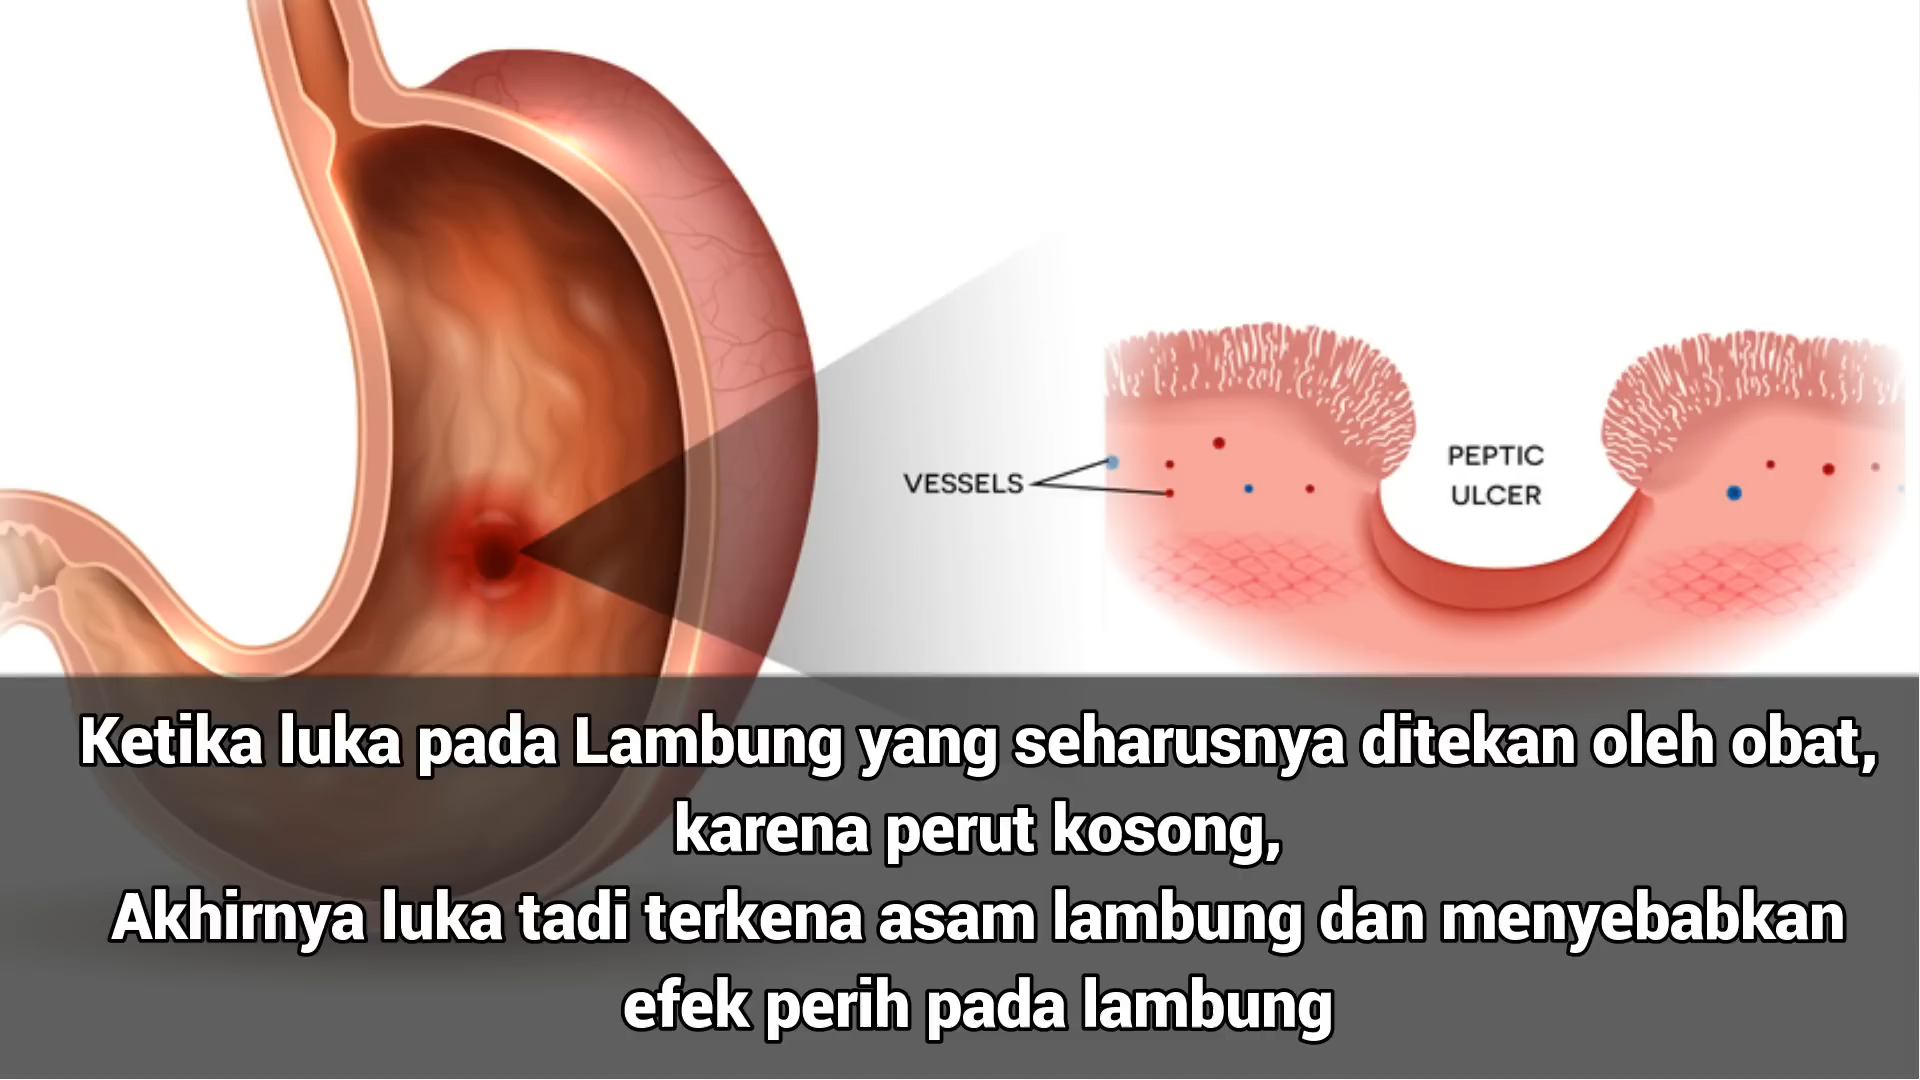 VESSELS
PEPTIC
ULCER
Ketika luka pada Lambung yang seharusnya ditekan oleh obat,
karena perut kosong,
Akhirnya luka tadi terkena asam lambung dan menyebabkan
efek perih pada lambung